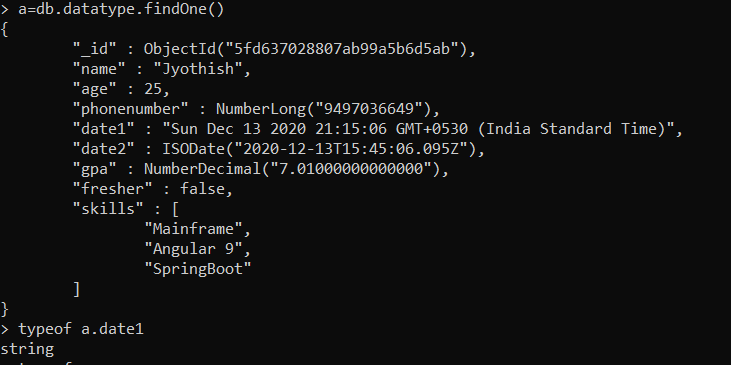 > a=db.datatype.findOne()
{
"_id" : ObjectId("5fd637028807ab99a5b6d5ab"),
"name" : "Jyothish",
"age" : 25,
"phonenumber" : NumberLong("9497036649"),
"date1" : "Sun Dec 13 2020 21:15:06 GMT+0530 (India Standard Time)",
"date2" : ISODate("2020-12-13T15:45:06.095Z"),
"gpa" : NumberDecimal("7.01000000000000"),
"fresher" : false,
"skills" : [
"Mainframe",
"Angular 9",
"SpringBoot"
]
}
> typeof a.date1
string